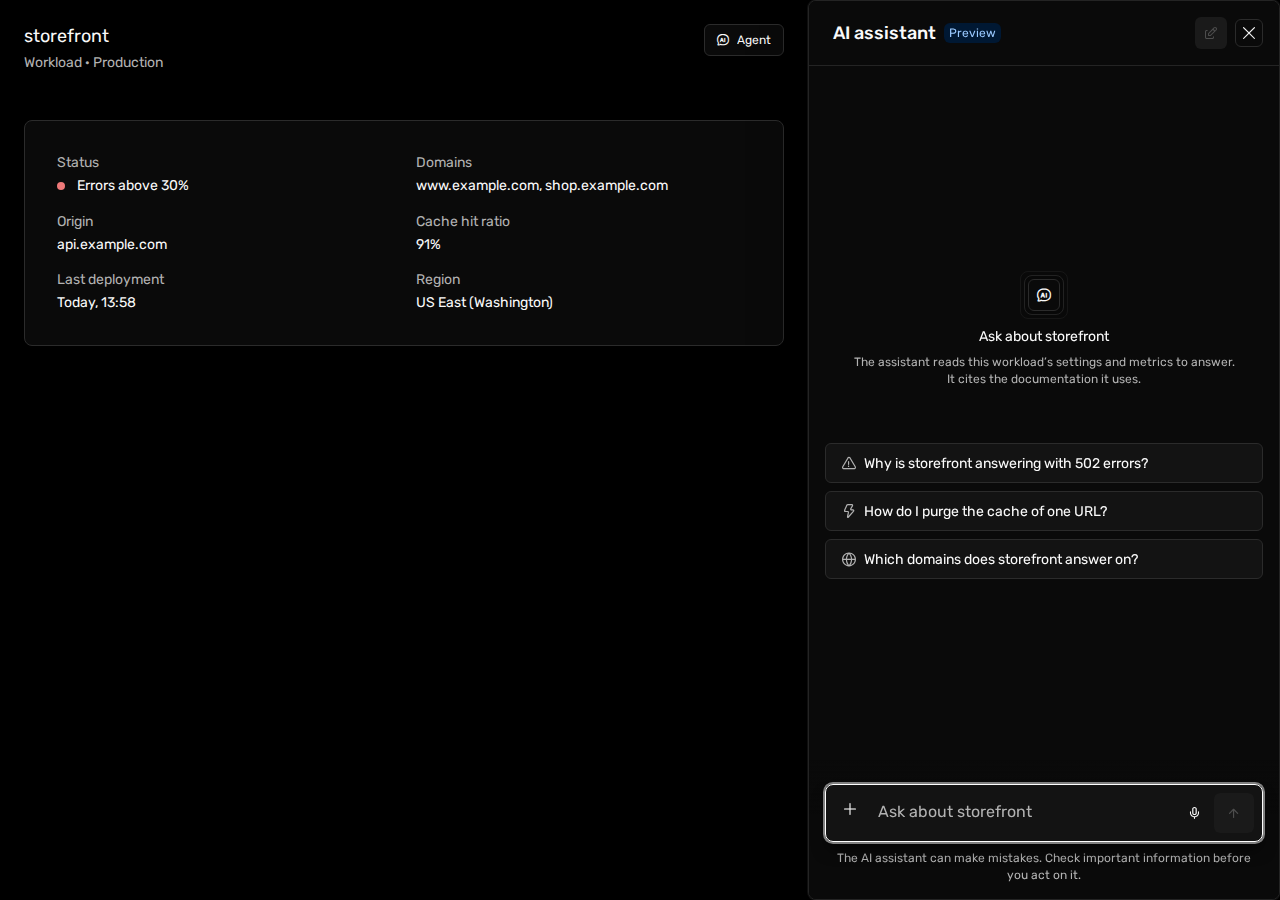 storefront
Workload • Production
Agent
Status
Errors above 30%
Domains
www.example.com, shop.example.com
Origin
api.example.com
Cache hit ratio
91%
Last deployment
Today, 13:58
Region
US East (Washington)
AI assistant
Preview
AI
Ask about storefront
The assistant reads this workload's settings and metrics to answer.
It cites the documentation it uses.
Why is storefront answering with 502 errors?
How do I purge the cache of one URL?
Which domains does storefront answer on?
Ask about storefront
The AI assistant can make mistakes. Check important information before
you act on it.